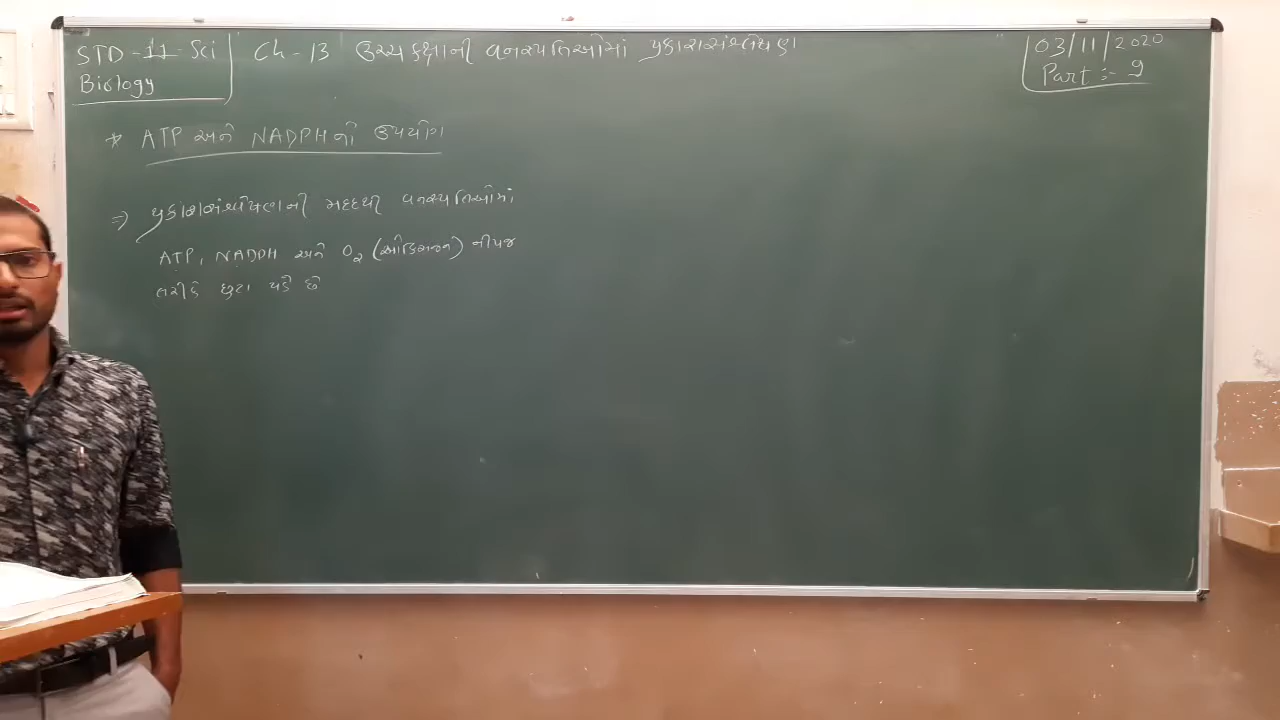 STD - 11 Sci
Biology
Ch - 13 ઉચ્ચ કક્ષાની વનસ્પતિઓમાં પ્રકાશસંશ્લેષણ
03/11/2020
Part :- 9
* ATP અને NADPH નો ઉપયોગ
⇒ પ્રકાશસંશ્લેષણની મદદથી વનસ્પતિઓમાં
ATP, NADPH અને O₂ (ઓક્સિજન) નીપજ
તરીકે છુટા પડે છે